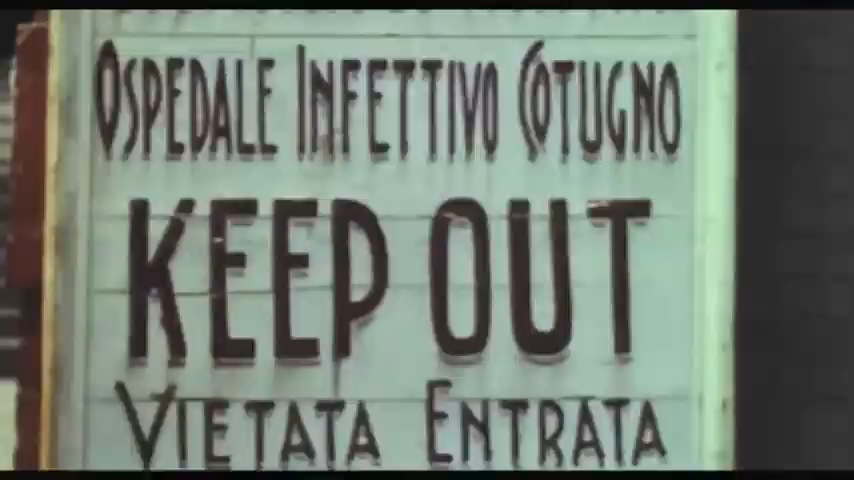 OSPEDALE INFETTIVO COTUGNO
KEEP OUT
VIETATA ENTRATA